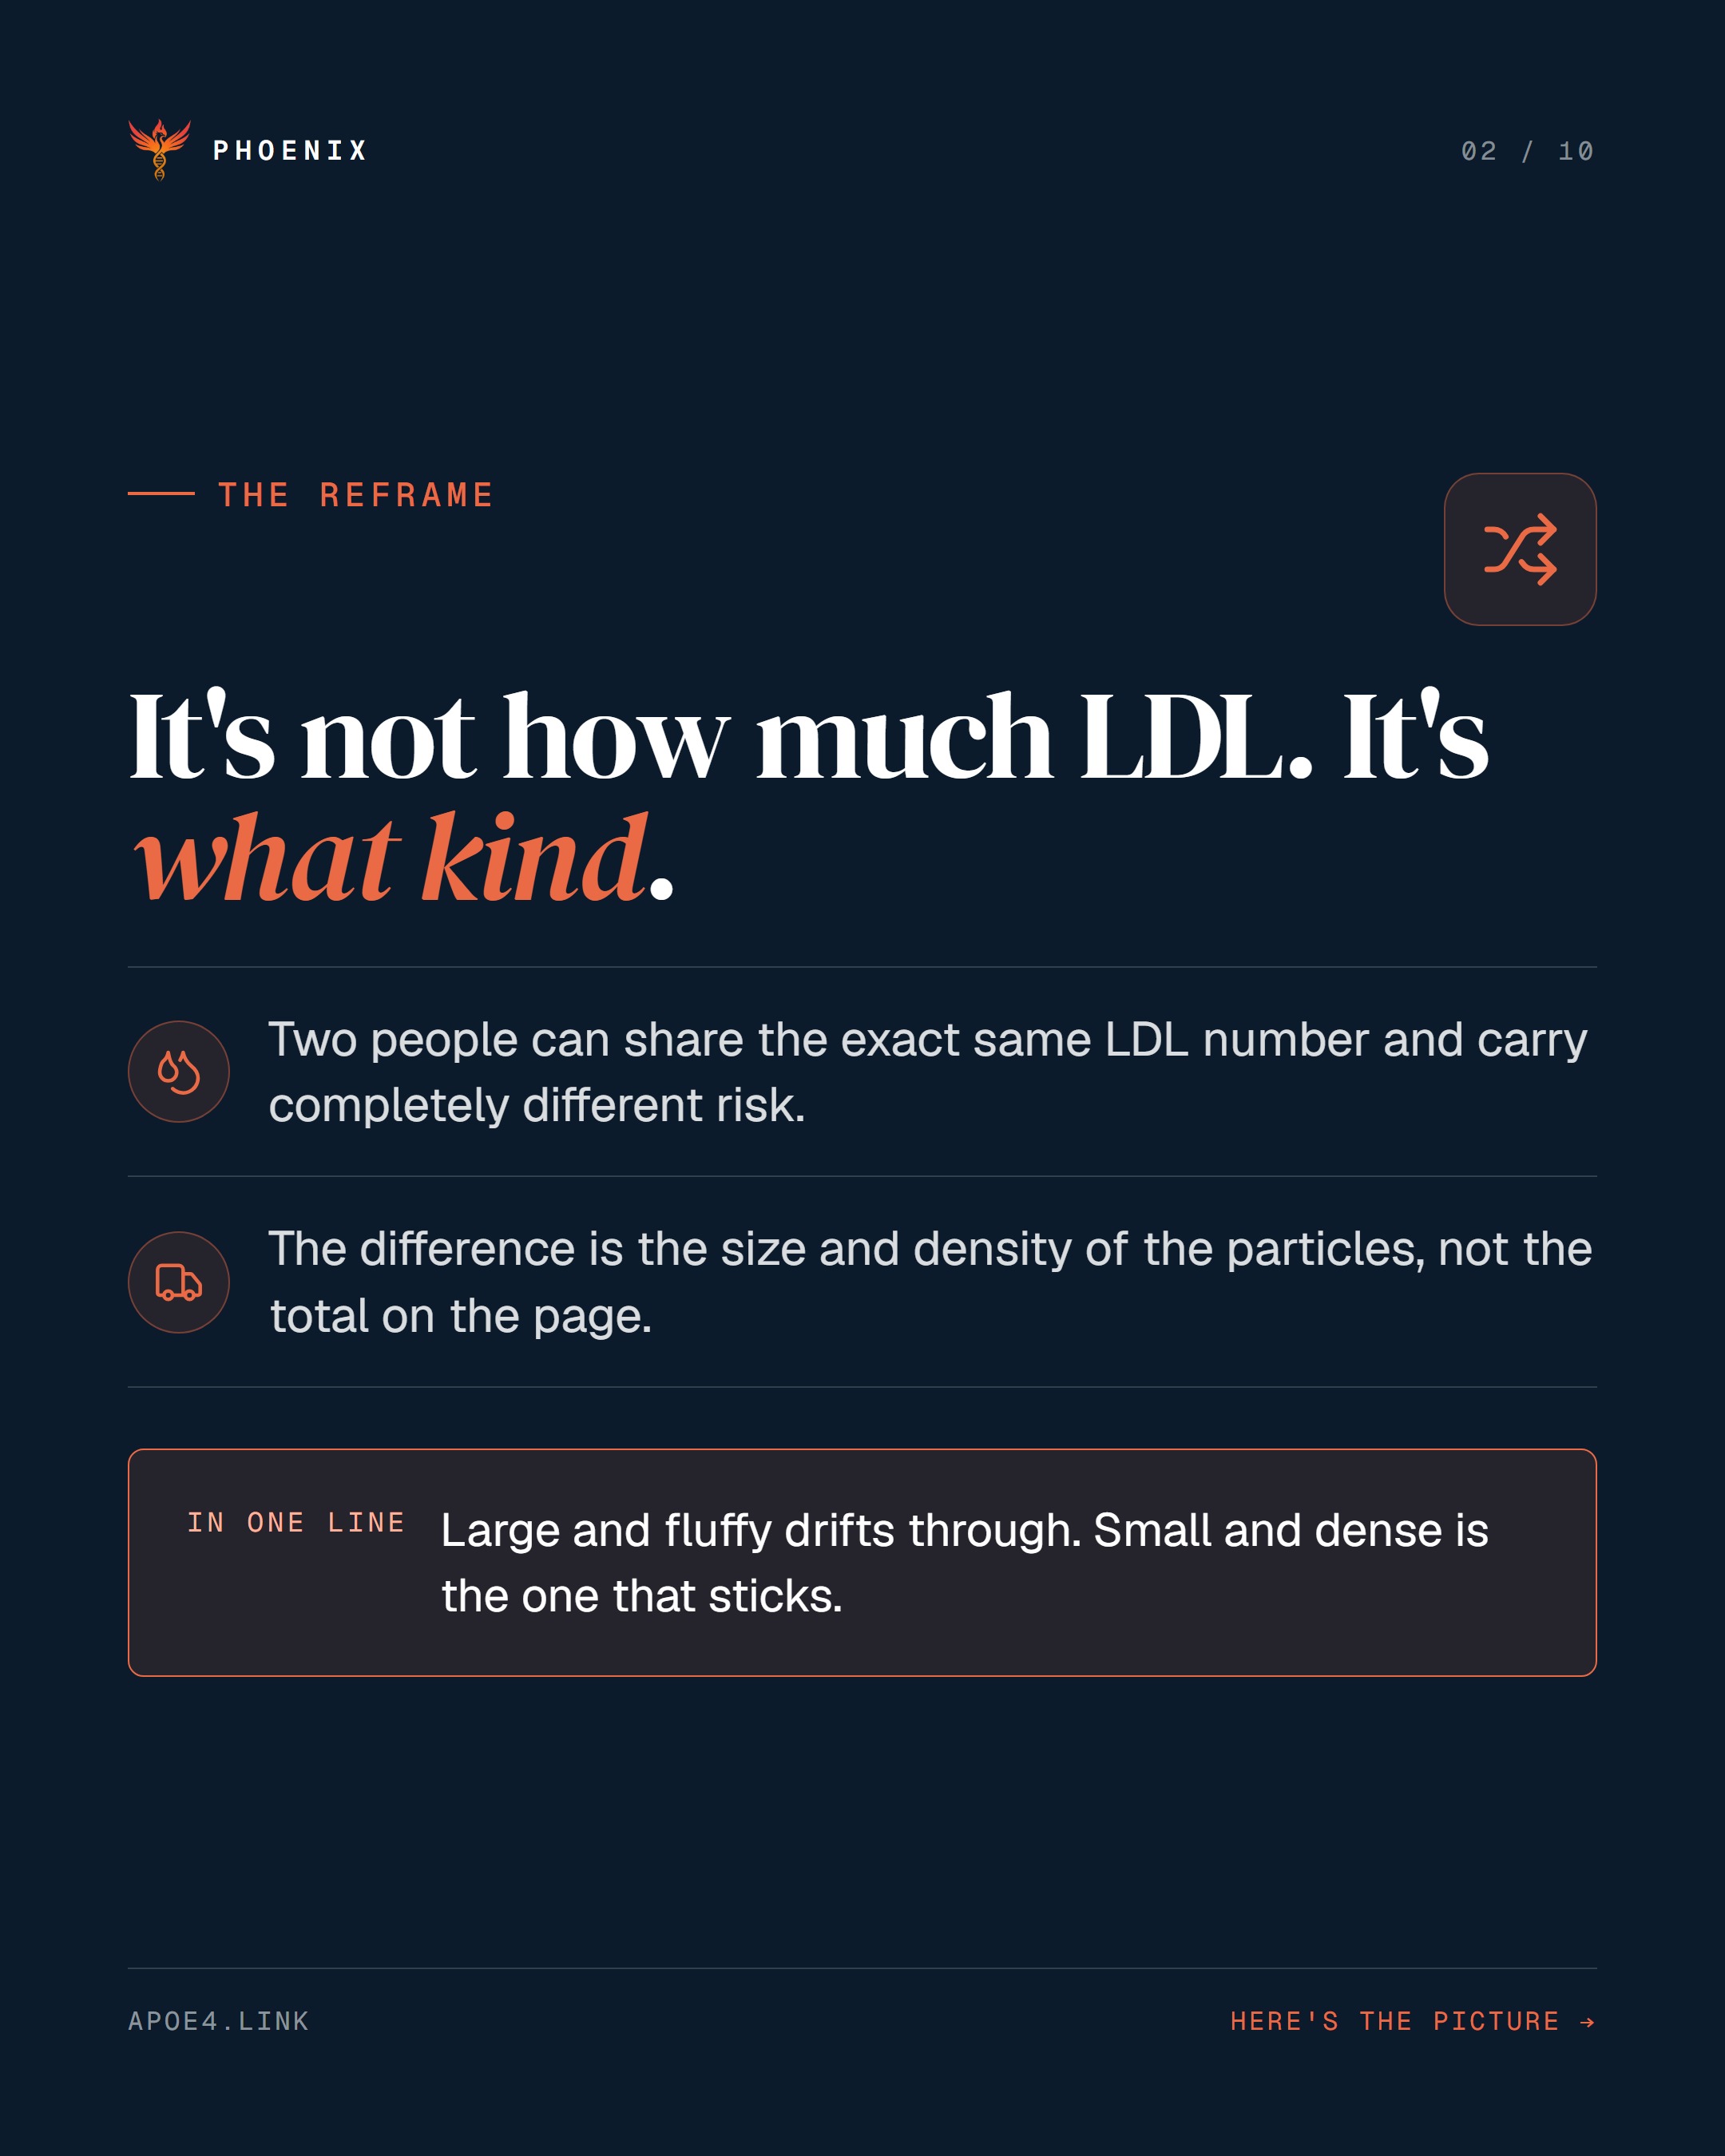 PHOENIX
02 / 10
THE REFRAME
It's not how much LDL. It's
what kind.
Two people can share the exact same LDL number and carry
completely different risk.
The difference is the size and density of the particles, not the
total on the page.
IN ONE LINE
Large and fluffy drifts through. Small and dense is
the one that sticks.
APOE4.LINK
HERE'S THE PICTURE →